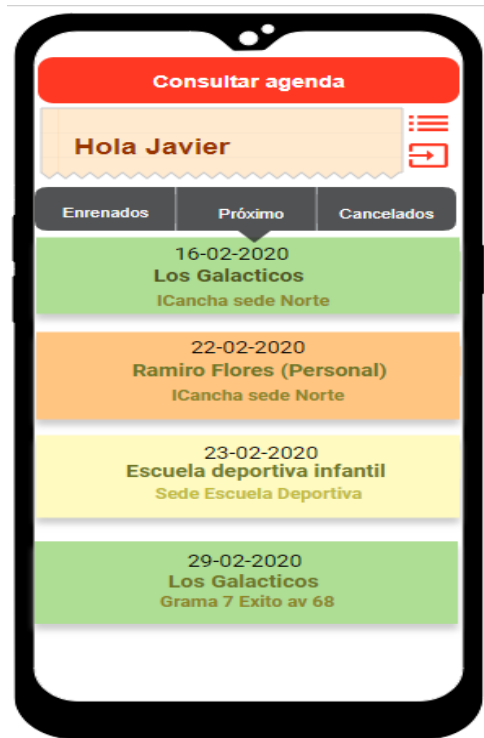 Consultar agenda
Hola Javier
Enrenados Próximo Cancelados
16-02-2020
Los Galacticos
ICancha sede Norte
22-02-2020
Ramiro Flores (Personal)
ICancha sede Norte
23-02-2020
Escuela deportiva infantil
Sede Escuela Deportiva
29-02-2020
Los Galacticos
Grama 7 Exito av 68